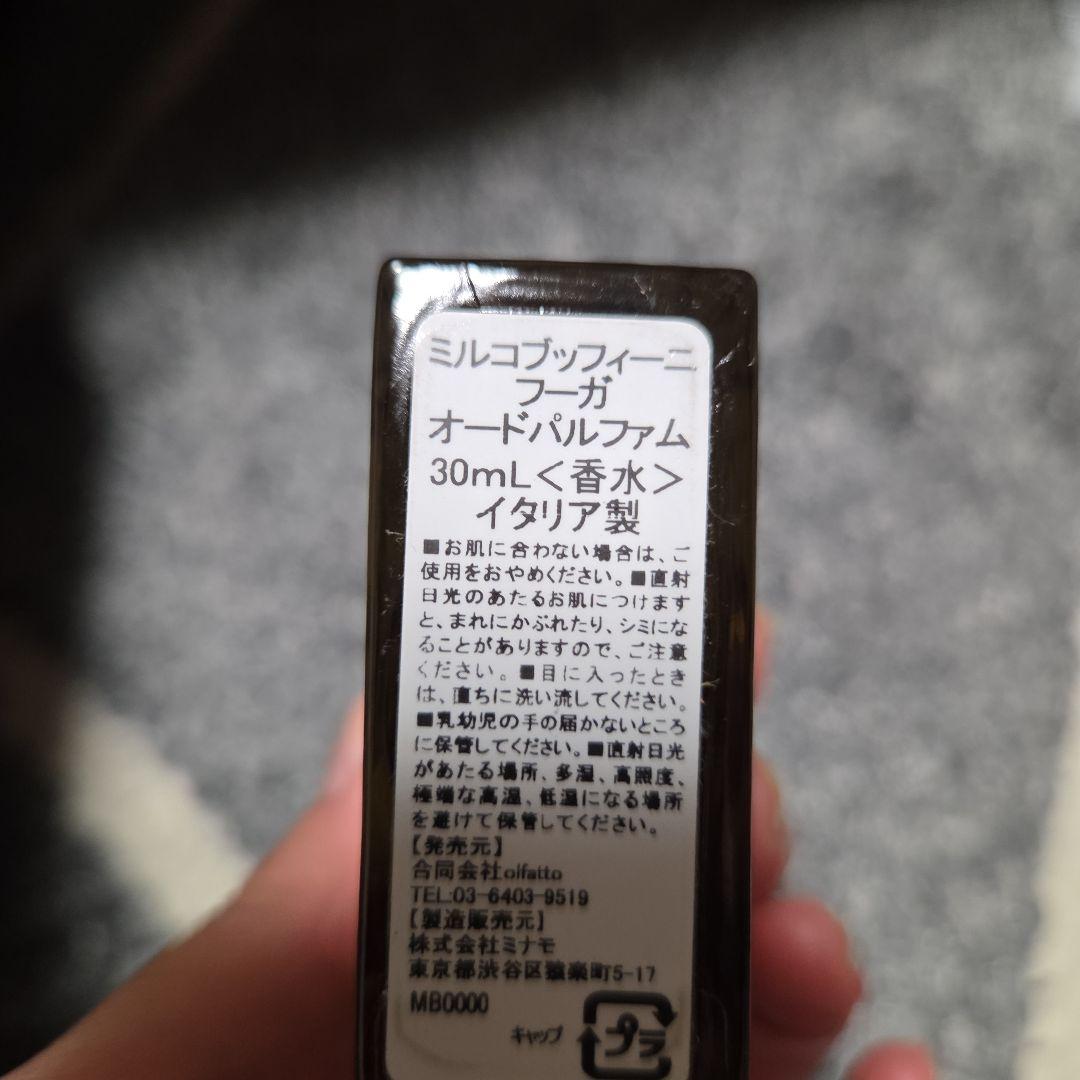 ミルコブッフィーニ
フーガ
オードパルファム
30mL＜香水＞
イタリア製
■お肌に合わない場合は、ご
使用をおやめください。■直射
日光のあたるお肌につけます
と、まれにかぶれたり、シミにな
ることがありますので、ご注意
ください。■目に入ったとき
は、直ちに洗い流してください。
■乳幼児の手の届かないところ
に保管してください。■直射日光
があたる場所、多湿、高照度、
極端な高温、低温になる場所
を避けて保管してください。
【発売元】
合同会社olfatto
TEL:03-6403-9519
【製造販売元】
株式会社ミナモ
東京都渋谷区猿楽町5-17
MB0000
キャップ
プラ